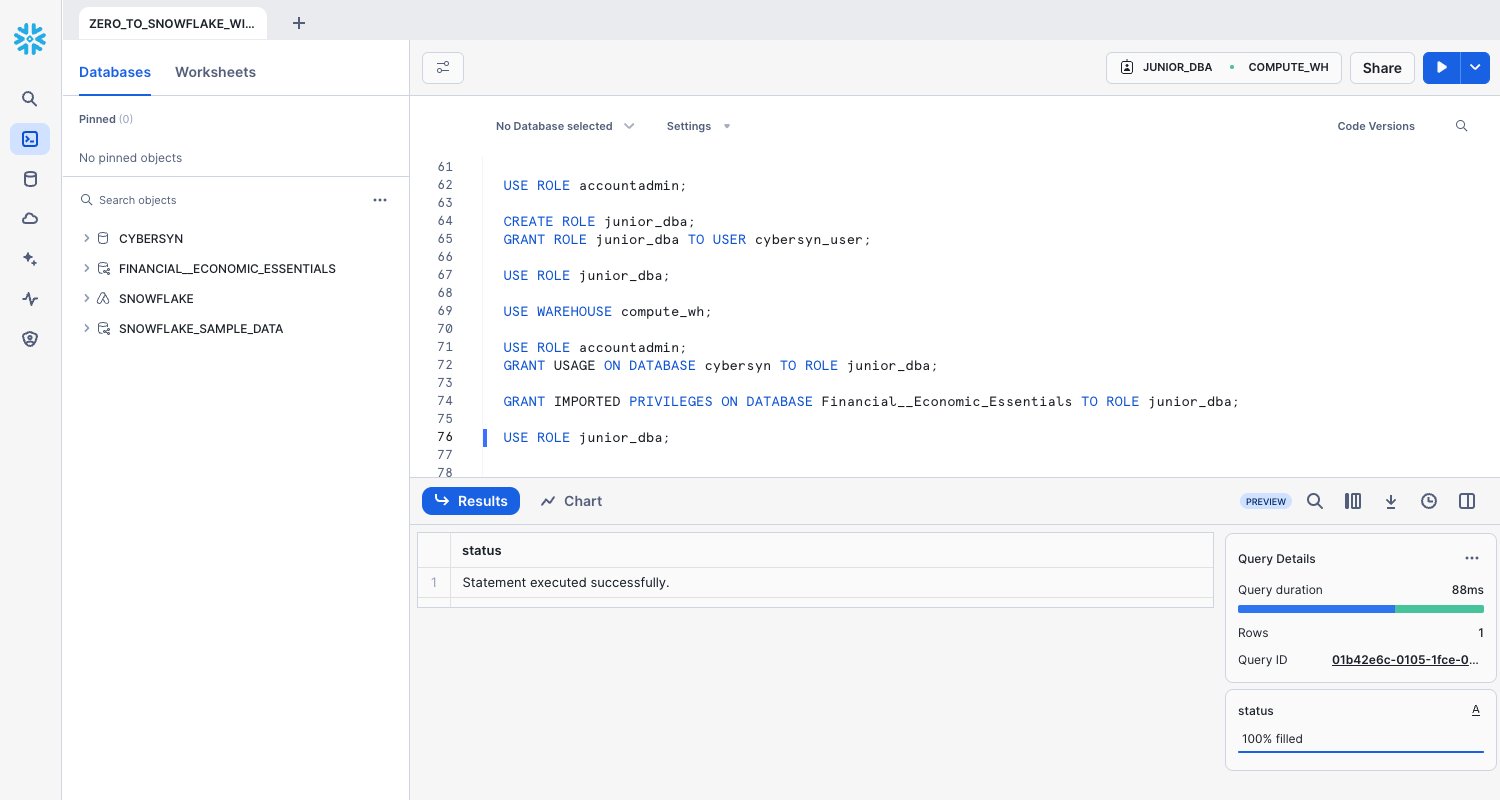 ZERO_TO_SNOWFLAKE_WI...
Databases Worksheets
Pinned (0)
No pinned objects
Search objects
CYBERSYN
FINANCIAL__ECONOMIC_ESSENTIALS
SNOWFLAKE
SNOWFLAKE_SAMPLE_DATA
JUNIOR_DBA COMPUTE_WH Share
No Database selected Settings Code Versions
61
62 USE ROLE accountadmin;
63
64 CREATE ROLE junior_dba;
65 GRANT ROLE junior_dba TO USER cybersyn_user;
66
67 USE ROLE junior_dba;
68
69 USE WAREHOUSE compute_wh;
70
71 USE ROLE accountadmin;
72 GRANT USAGE ON DATABASE cybersyn TO ROLE junior_dba;
73
74 GRANT IMPORTED PRIVILEGES ON DATABASE Financial__Economic_Essentials TO ROLE junior_dba;
75
76 USE ROLE junior_dba;
77
78
Results Chart PREVIEW
status
1 Statement executed successfully.
Query Details
Query duration 88ms
Rows 1
Query ID 01b42e6c-0105-1fce-0...
status A
100% filled